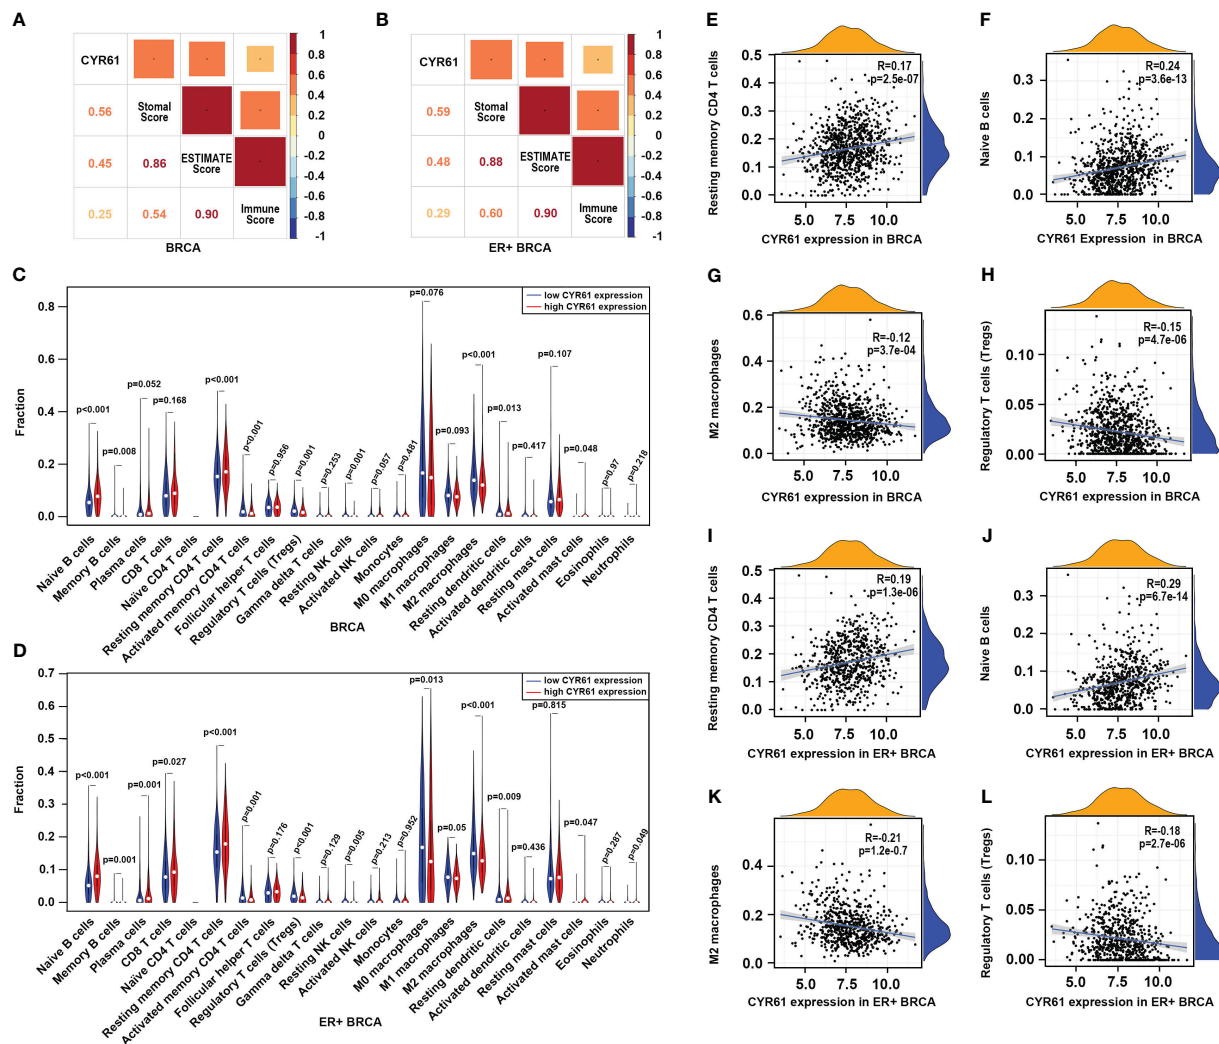 A
CYR61
0.56
Stomal
Score
0.45
0.86
ESTIMATE
Score
0.25
0.54
0.90
Immune
Score
1
0.8
0.6
0.4
0.2
0
-0.2
-0.4
-0.6
-0.8
-1
BRCA
B
CYR61
0.59
Stomal
Score
0.48
0.88
ESTIMATE
Score
0.29
0.60
0.90
Immune
Score
1
0.8
0.6
0.4
0.2
0
-0.2
-0.4
-0.6
-0.8
-1
ER+ BRCA
C
low CYR61 expression
high CYR61 expression
Fraction
0.8
0.6
0.4
0.2
0.0
p<0.001
p=0.008
p=0.052
p=0.168
p<0.001
p<0.001
p=0.956
p=0.001
p=0.253
p=0.001
p=0.057
p=0.481
p=0.076
p=0.093
p<0.001
p=0.013
p=0.417
p=0.107
p=0.048
p=0.97
p=0.218
Naive B cells
Memory B cells
Plasma cells
CD8 T cells
Naive CD4 T cells
Resting memory CD4 T cells
Activated memory CD4 T cells
Follicular helper T cells
Regulatory T cells (Tregs)
Gamma delta T cells
Resting NK cells
Activated NK cells
Monocytes
M0 macrophages
M1 macrophages
M2 macrophages
Resting dendritic cells
Activated dendritic cells
Resting mast cells
Activated mast cells
Eosinophils
Neutrophils
BRCA
D
low CYR61 expression
high CYR61 expression
Fraction
0.7
0.6
0.5
0.4
0.3
0.2
0.1
0.0
p<0.001
p=0.001
p=0.001
p=0.027
p<0.001
p=0.001
p=0.176
p<0.001
p=0.129
p=0.005
p=0.213
p=0.952
p=0.013
p=0.05
p<0.001
p=0.009
p=0.436
p=0.815
p=0.047
p=0.287
p=0.049
Naive B cells
Memory B cells
Plasma cells
CD8 T cells
Naive CD4 T cells
Resting memory CD4 T cells
Activated memory CD4 T cells
Follicular helper T cells
Regulatory T cells (Tregs)
Gamma delta T cells
Resting NK cells
Activated NK cells
Monocytes
M0 macrophages
M1 macrophages
M2 macrophages
Resting dendritic cells
Activated dendritic cells
Resting mast cells
Activated mast cells
Eosinophils
Neutrophils
ER+ BRCA
E
R=0.17
p=2.5e-07
Resting memory CD4 T cells
0.5
0.4
0.3
0.2
0.1
0.0
5.0 7.5 10.0
CYR61 expression in BRCA
F
R=0.24
p=3.6e-13
Naive B cells
0.3
0.2
0.1
0.0
5.0 7.5 10.0
CYR61 Expression in BRCA
G
R=-0.12
p=3.7e-04
M2 macrophages
0.6
0.4
0.2
0.0
5.0 7.5 10.0
CYR61 expression in BRCA
H
R=-0.15
p=4.7e-06
Regulatory T cells (Tregs)
0.10
0.05
0.00
5.0 7.5 10.0
CYR61 expression in BRCA
I
R=0.19
p=1.3e-06
Resting memory CD4 T cells
0.5
0.4
0.3
0.2
0.1
0.0
5.0 7.5 10.0
CYR61 expression in ER+ BRCA
J
R=0.29
p=6.7e-14
Naive B cells
0.3
0.2
0.1
0.0
5.0 7.5 10.0
CYR61 expression in ER+ BRCA
K
R=-0.21
p=1.2e-0.7
M2 macrophages
0.4
0.2
0.0
5.0 7.5 10.0
CYR61 expression in ER+ BRCA
L
R=-0.18
p=2.7e-06
Regulatory T cells (Tregs)
0.10
0.05
0.00
5.0 7.5 10.0
CYR61 expression in ER+ BRCA